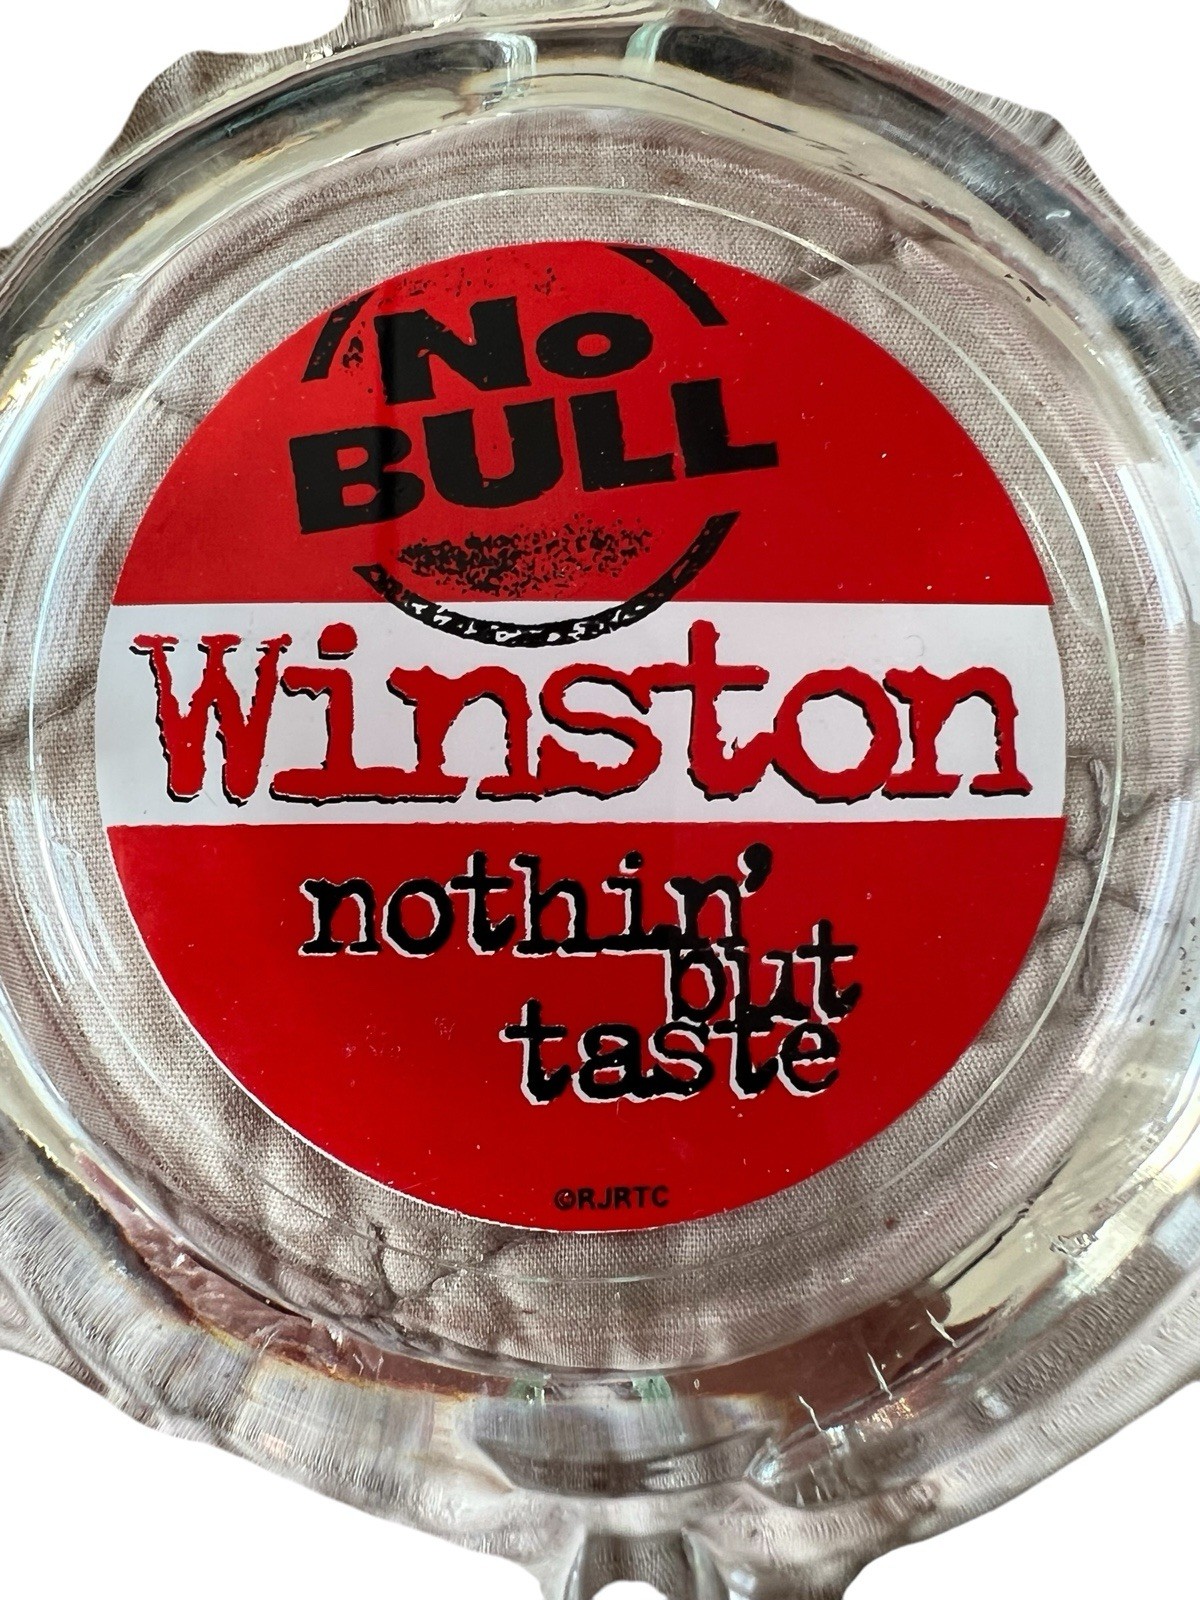 No
BULL
Winston
nothin'
but
taste
©RJRTC